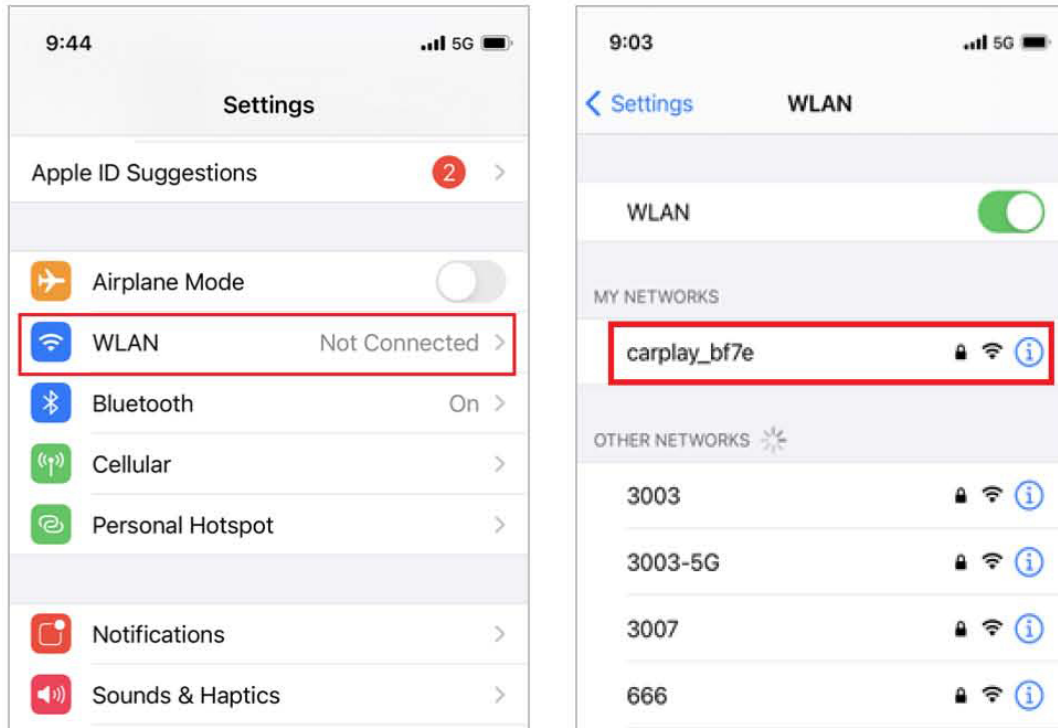 9:44 5G
Settings
Apple ID Suggestions 2
Airplane Mode
WLAN Not Connected
Bluetooth On
Cellular
Personal Hotspot
Notifications
Sounds & Haptics
9:03 5G
Settings WLAN
WLAN
MY NETWORKS
carplay_bf7e
OTHER NETWORKS
3003
3003-5G
3007
666